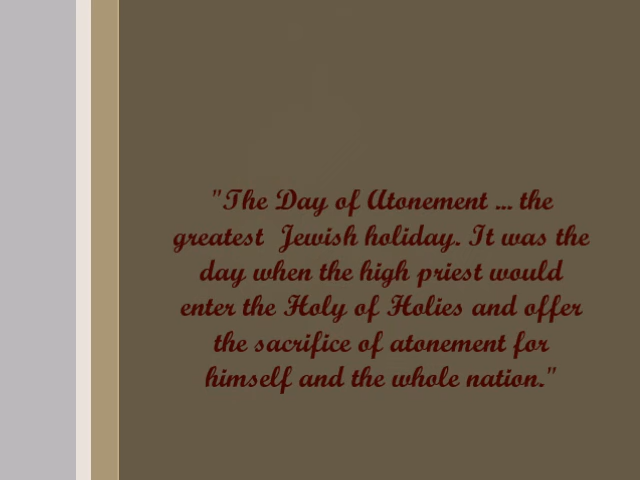 "The Day of Atonement ... the
greatest  Jewish holiday. It was the
day when the high priest would
enter the Holy of Holies and offer
the sacrifice of atonement for
himself and the whole nation."